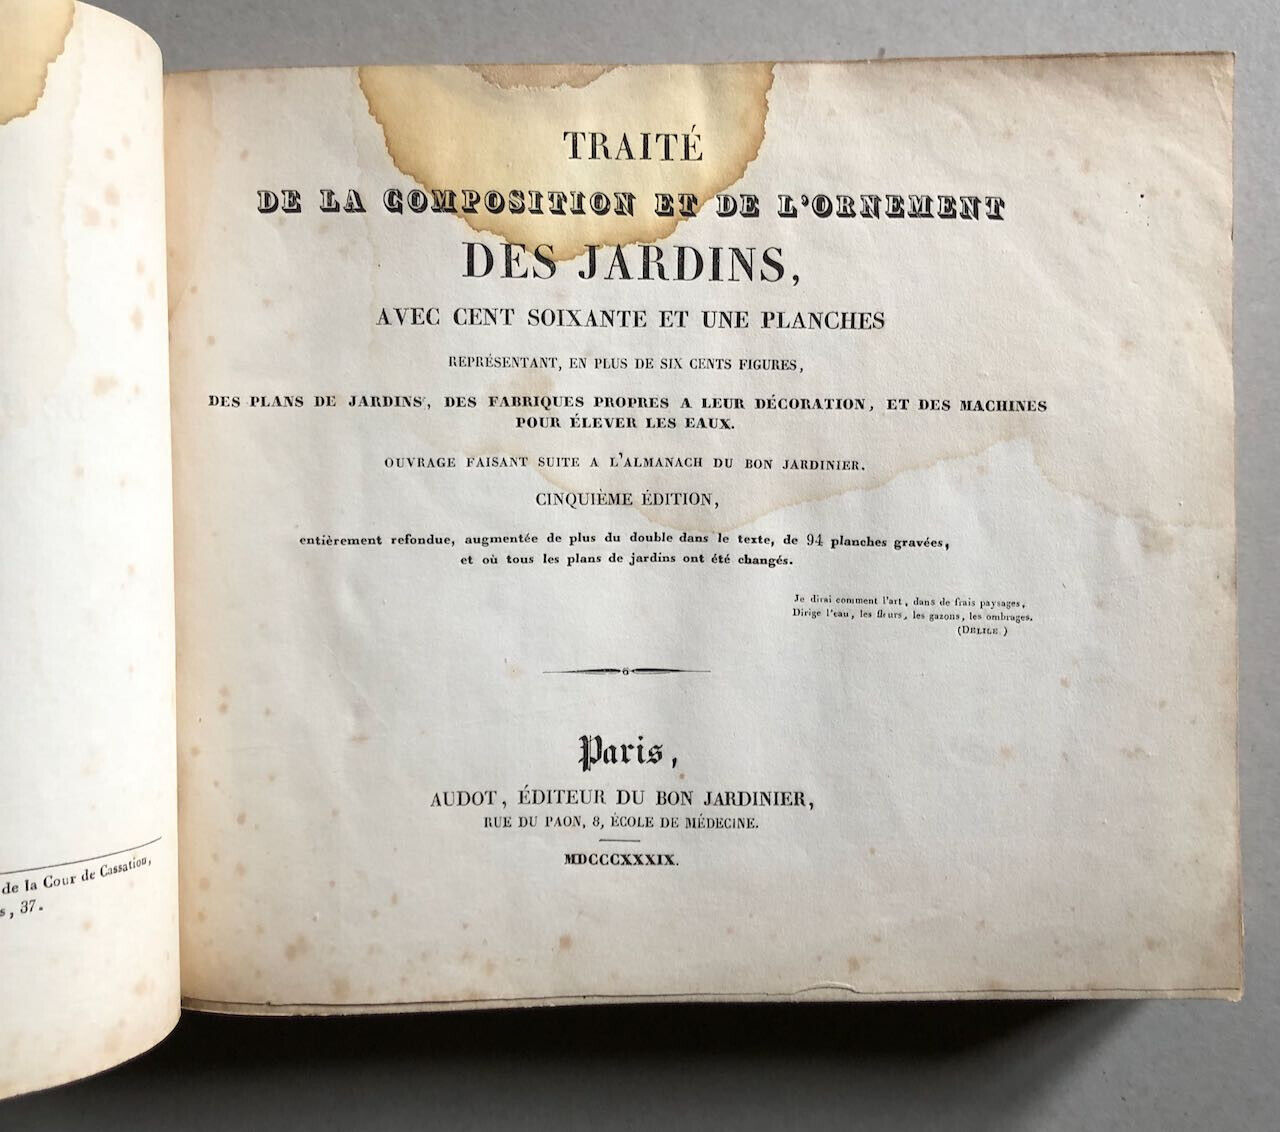 de la Cour de Cassation,
s, 37.
TRAITÉ
DE LA COMPOSITION ET DE L'ORNEMENT
DES JARDINS,
AVEC CENT SOIXANTE ET UNE PLANCHES
REPRÉSENTANT, EN PLUS DE SIX CENTS FIGURES,
DES PLANS DE JARDINS, DES FABRIQUES PROPRES A LEUR DÉCORATION, ET DES MACHINES
POUR ÉLEVER LES EAUX.
OUVRAGE FAISANT SUITE A L'ALMANACH DU BON JARDINIER.
CINQUIÈME ÉDITION,
entièrement refondue, augmentée de plus du double dans le texte, de 94 planches gravées,
et où tous les plans de jardins ont été changés.
Je dirai comment l'art, dans de frais paysages,
Dirige l'eau, les fleurs, les gazons, les ombrages.
(DELILE)
Paris,
AUDOT, ÉDITEUR DU BON JARDINIER,
RUE DU PAON, 8, ÉCOLE DE MÉDECINE.
MDCCCXXXIX.